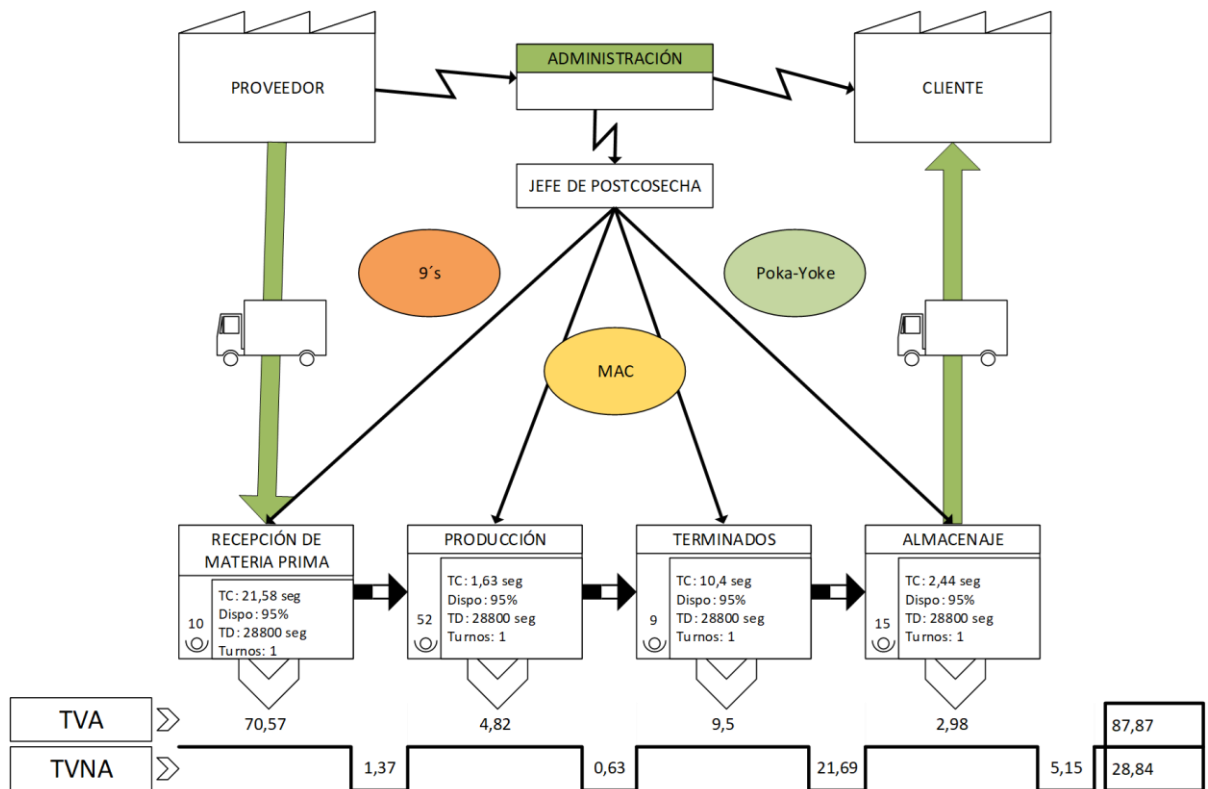 PROVEEDOR
ADMINISTRACIÓN
CLIENTE
JEFE DE POSTCOSECHA
9´s
Poka-Yoke
MAC
RECEPCIÓN DE
MATERIA PRIMA
10
TC: 21,58 seg
Dispo: 95%
TD: 28800 seg
Turnos: 1
PRODUCCIÓN
52
TC: 1,63 seg
Dispo: 95%
TD: 28800 seg
Turnos: 1
TERMINADOS
9
TC: 10,4 seg
Dispo: 95%
TD: 28800 seg
Turnos: 1
ALMACENAJE
15
TC: 2,44 seg
Dispo: 95%
TD: 28800 seg
Turnos: 1
TVA
70,57
4,82
9,5
2,98
87,87
TVNA
1,37
0,63
21,69
5,15
28,84